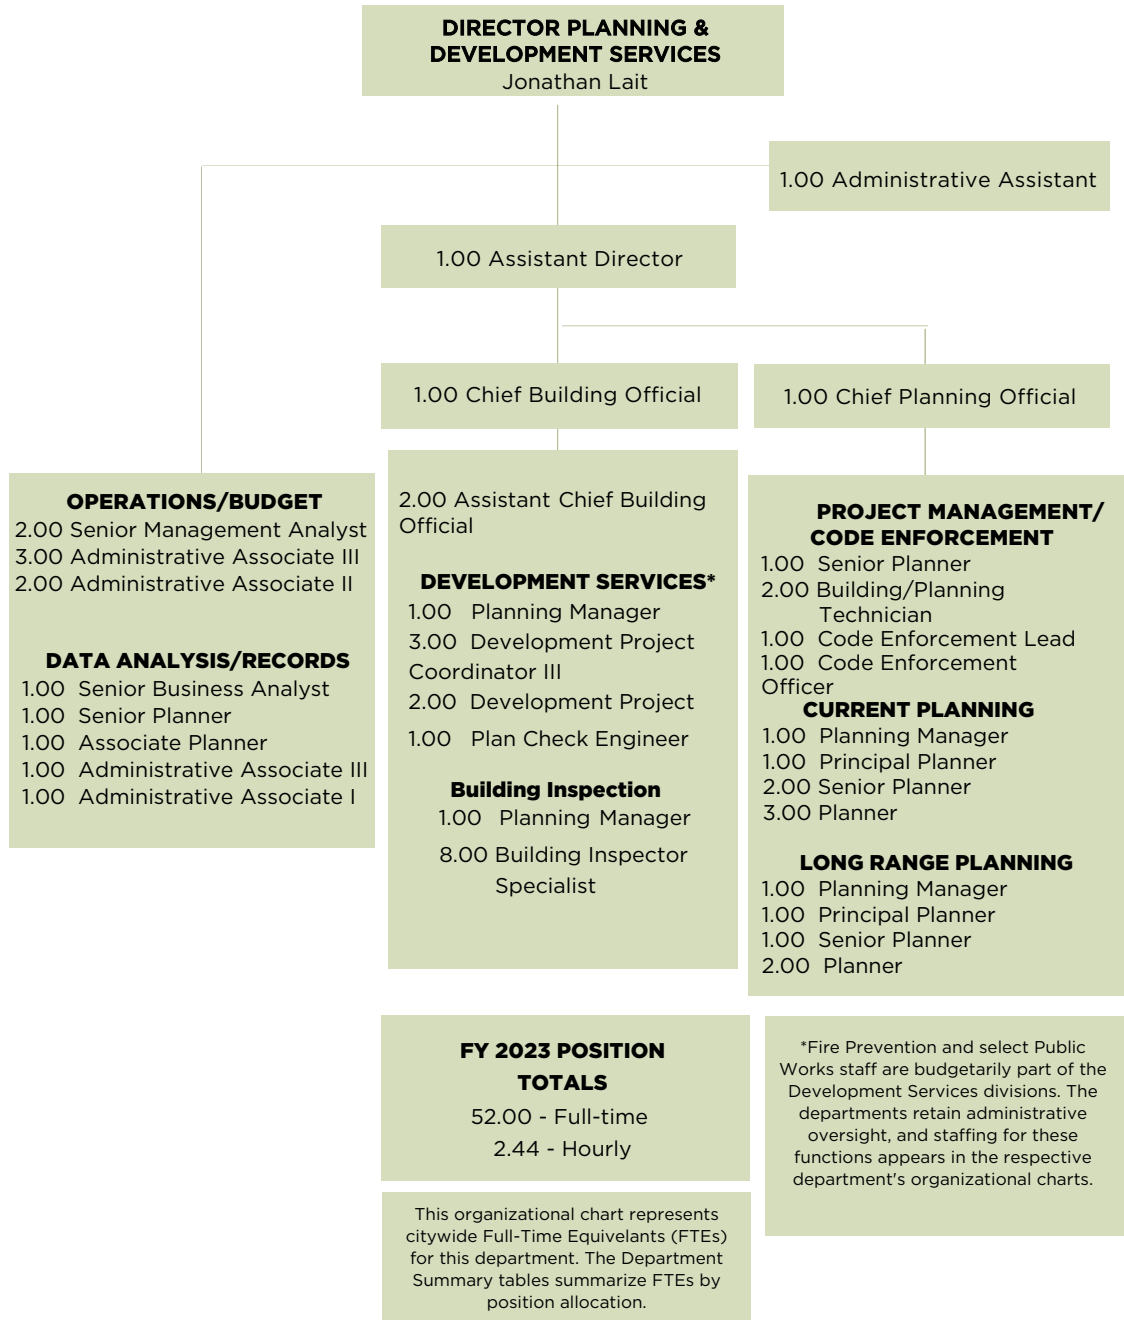 DIRECTOR PLANNING &
DEVELOPMENT SERVICES
Jonathan Lait
1.00 Administrative Assistant
1.00 Assistant Director
1.00 Chief Building Official
1.00 Chief Planning Official
OPERATIONS/BUDGET
2.00 Senior Management Analyst
3.00 Administrative Associate III
2.00 Administrative Associate II
DATA ANALYSIS/RECORDS
1.00 Senior Business Analyst
1.00 Senior Planner
1.00 Associate Planner
1.00 Administrative Associate III
1.00 Administrative Associate I
2.00 Assistant Chief Building
Official
DEVELOPMENT SERVICES*
1.00 Planning Manager
3.00 Development Project
Coordinator III
2.00 Development Project
1.00 Plan Check Engineer
Building Inspection
1.00 Planning Manager
8.00 Building Inspector
Specialist
PROJECT MANAGEMENT/
CODE ENFORCEMENT
1.00 Senior Planner
2.00 Building/Planning
Technician
1.00 Code Enforcement Lead
1.00 Code Enforcement
Officer
CURRENT PLANNING
1.00 Planning Manager
1.00 Principal Planner
2.00 Senior Planner
3.00 Planner
LONG RANGE PLANNING
1.00 Planning Manager
1.00 Principal Planner
1.00 Senior Planner
2.00 Planner
FY 2023 POSITION
TOTALS
52.00 - Full-time
2.44 - Hourly
*Fire Prevention and select Public
Works staff are budgetarily part of the
Development Services divisions. The
departments retain administrative
oversight, and staffing for these
functions appears in the respective
department's organizational charts.
This organizational chart represents
citywide Full-Time Equivelants (FTEs)
for this department. The Department
Summary tables summarize FTEs by
position allocation.